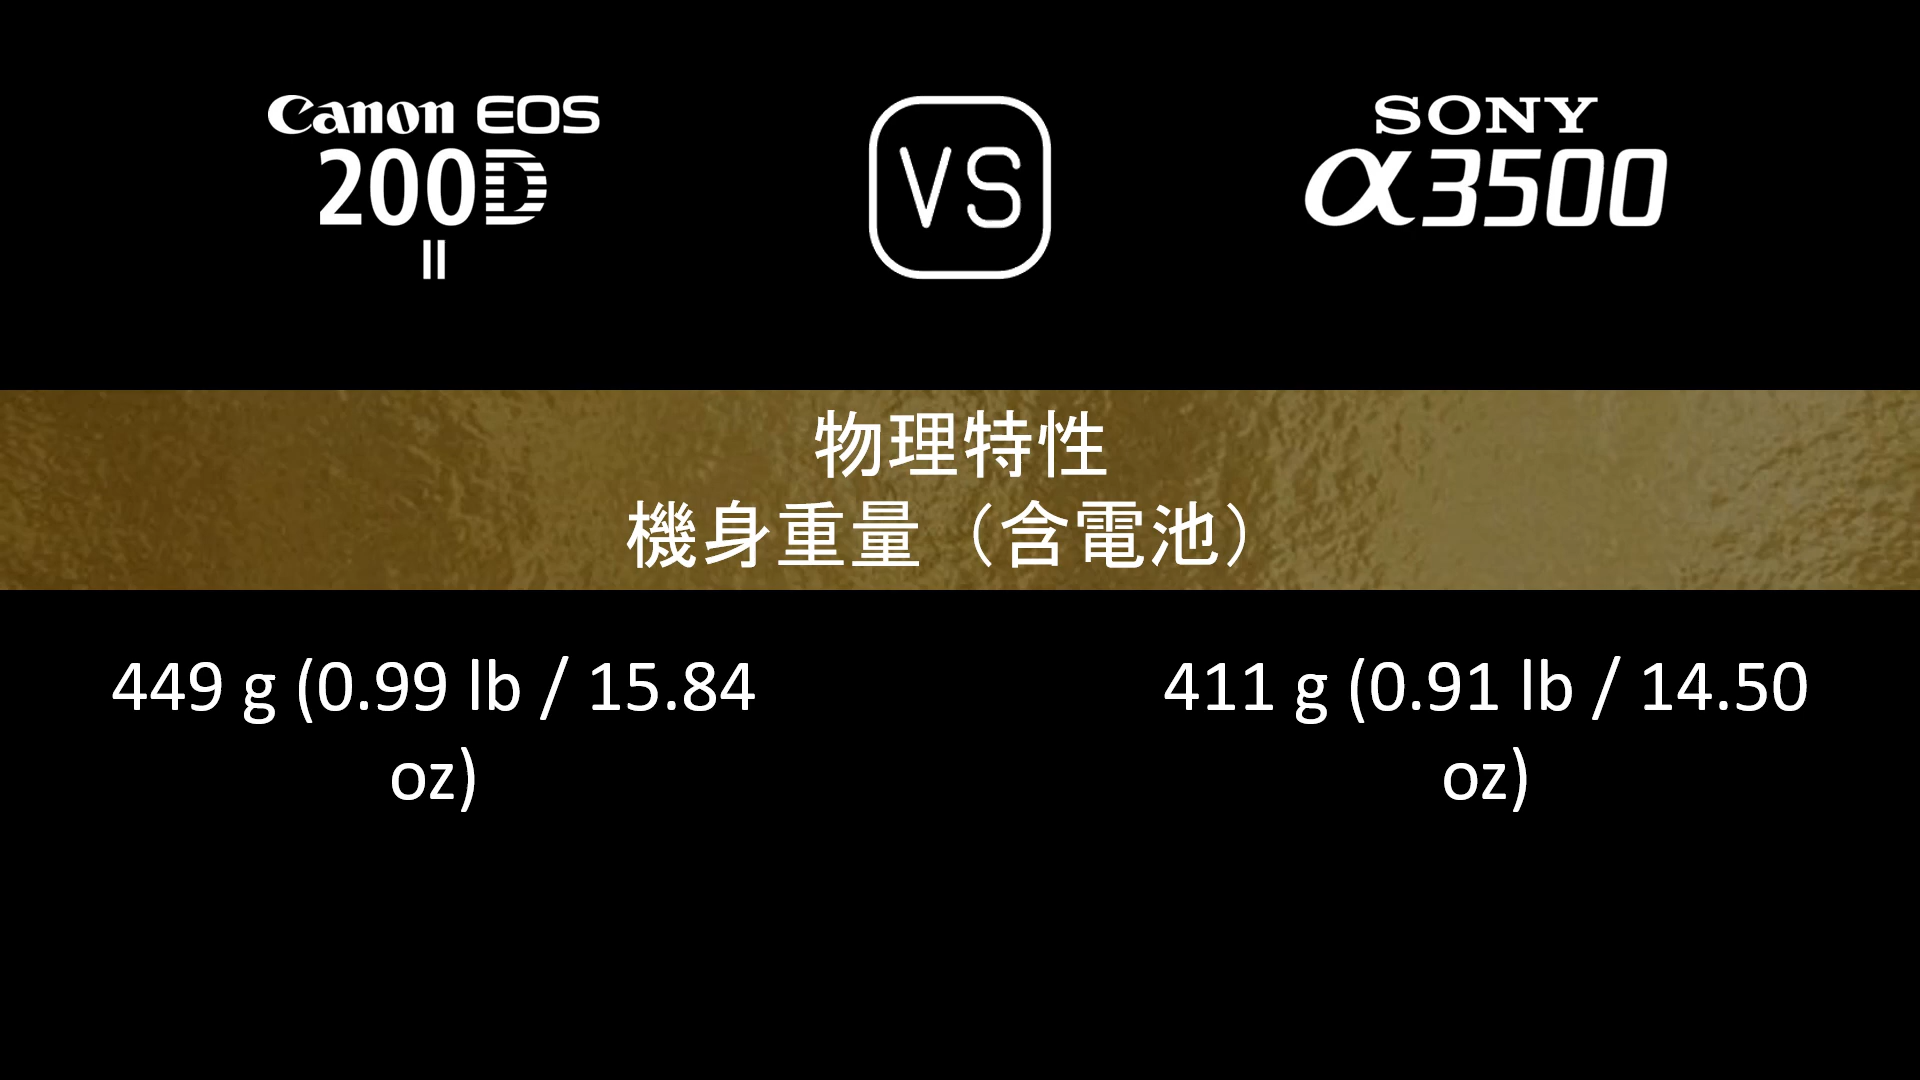 Canon EOS
200D
II
VS
SONY
α3500
物理特性
機身重量（含電池）
449 g (0.99 lb / 15.84
oz)
411 g (0.91 lb / 14.50
oz)